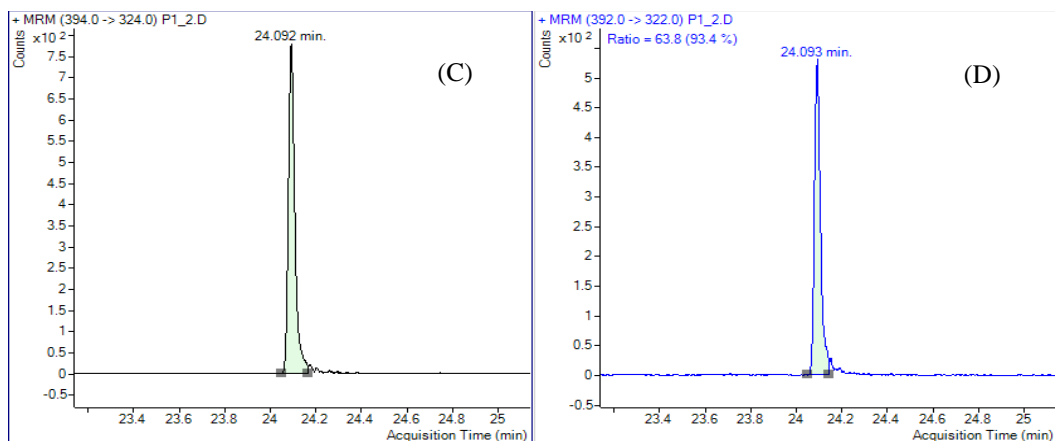 + MRM (394.0 -> 324.0) P1_2.D
Counts
x10 2
24.092 min.
(C)
7.5
7
6.5
6
5.5
5
4.5
4
3.5
3
2.5
2
1.5
1
0.5
0
-0.5
23.4 23.6 23.8 24 24.2 24.4 24.6 24.8 25
Acquisition Time (min)
+ MRM (392.0 -> 322.0) P1_2.D
Counts
x10 2
Ratio = 63.8 (93.4 %)
24.093 min.
(D)
5
4.5
4
3.5
3
2.5
2
1.5
1
0.5
0
-0.5
23.4 23.6 23.8 24 24.2 24.4 24.6 24.8 25
Acquisition Time (min)